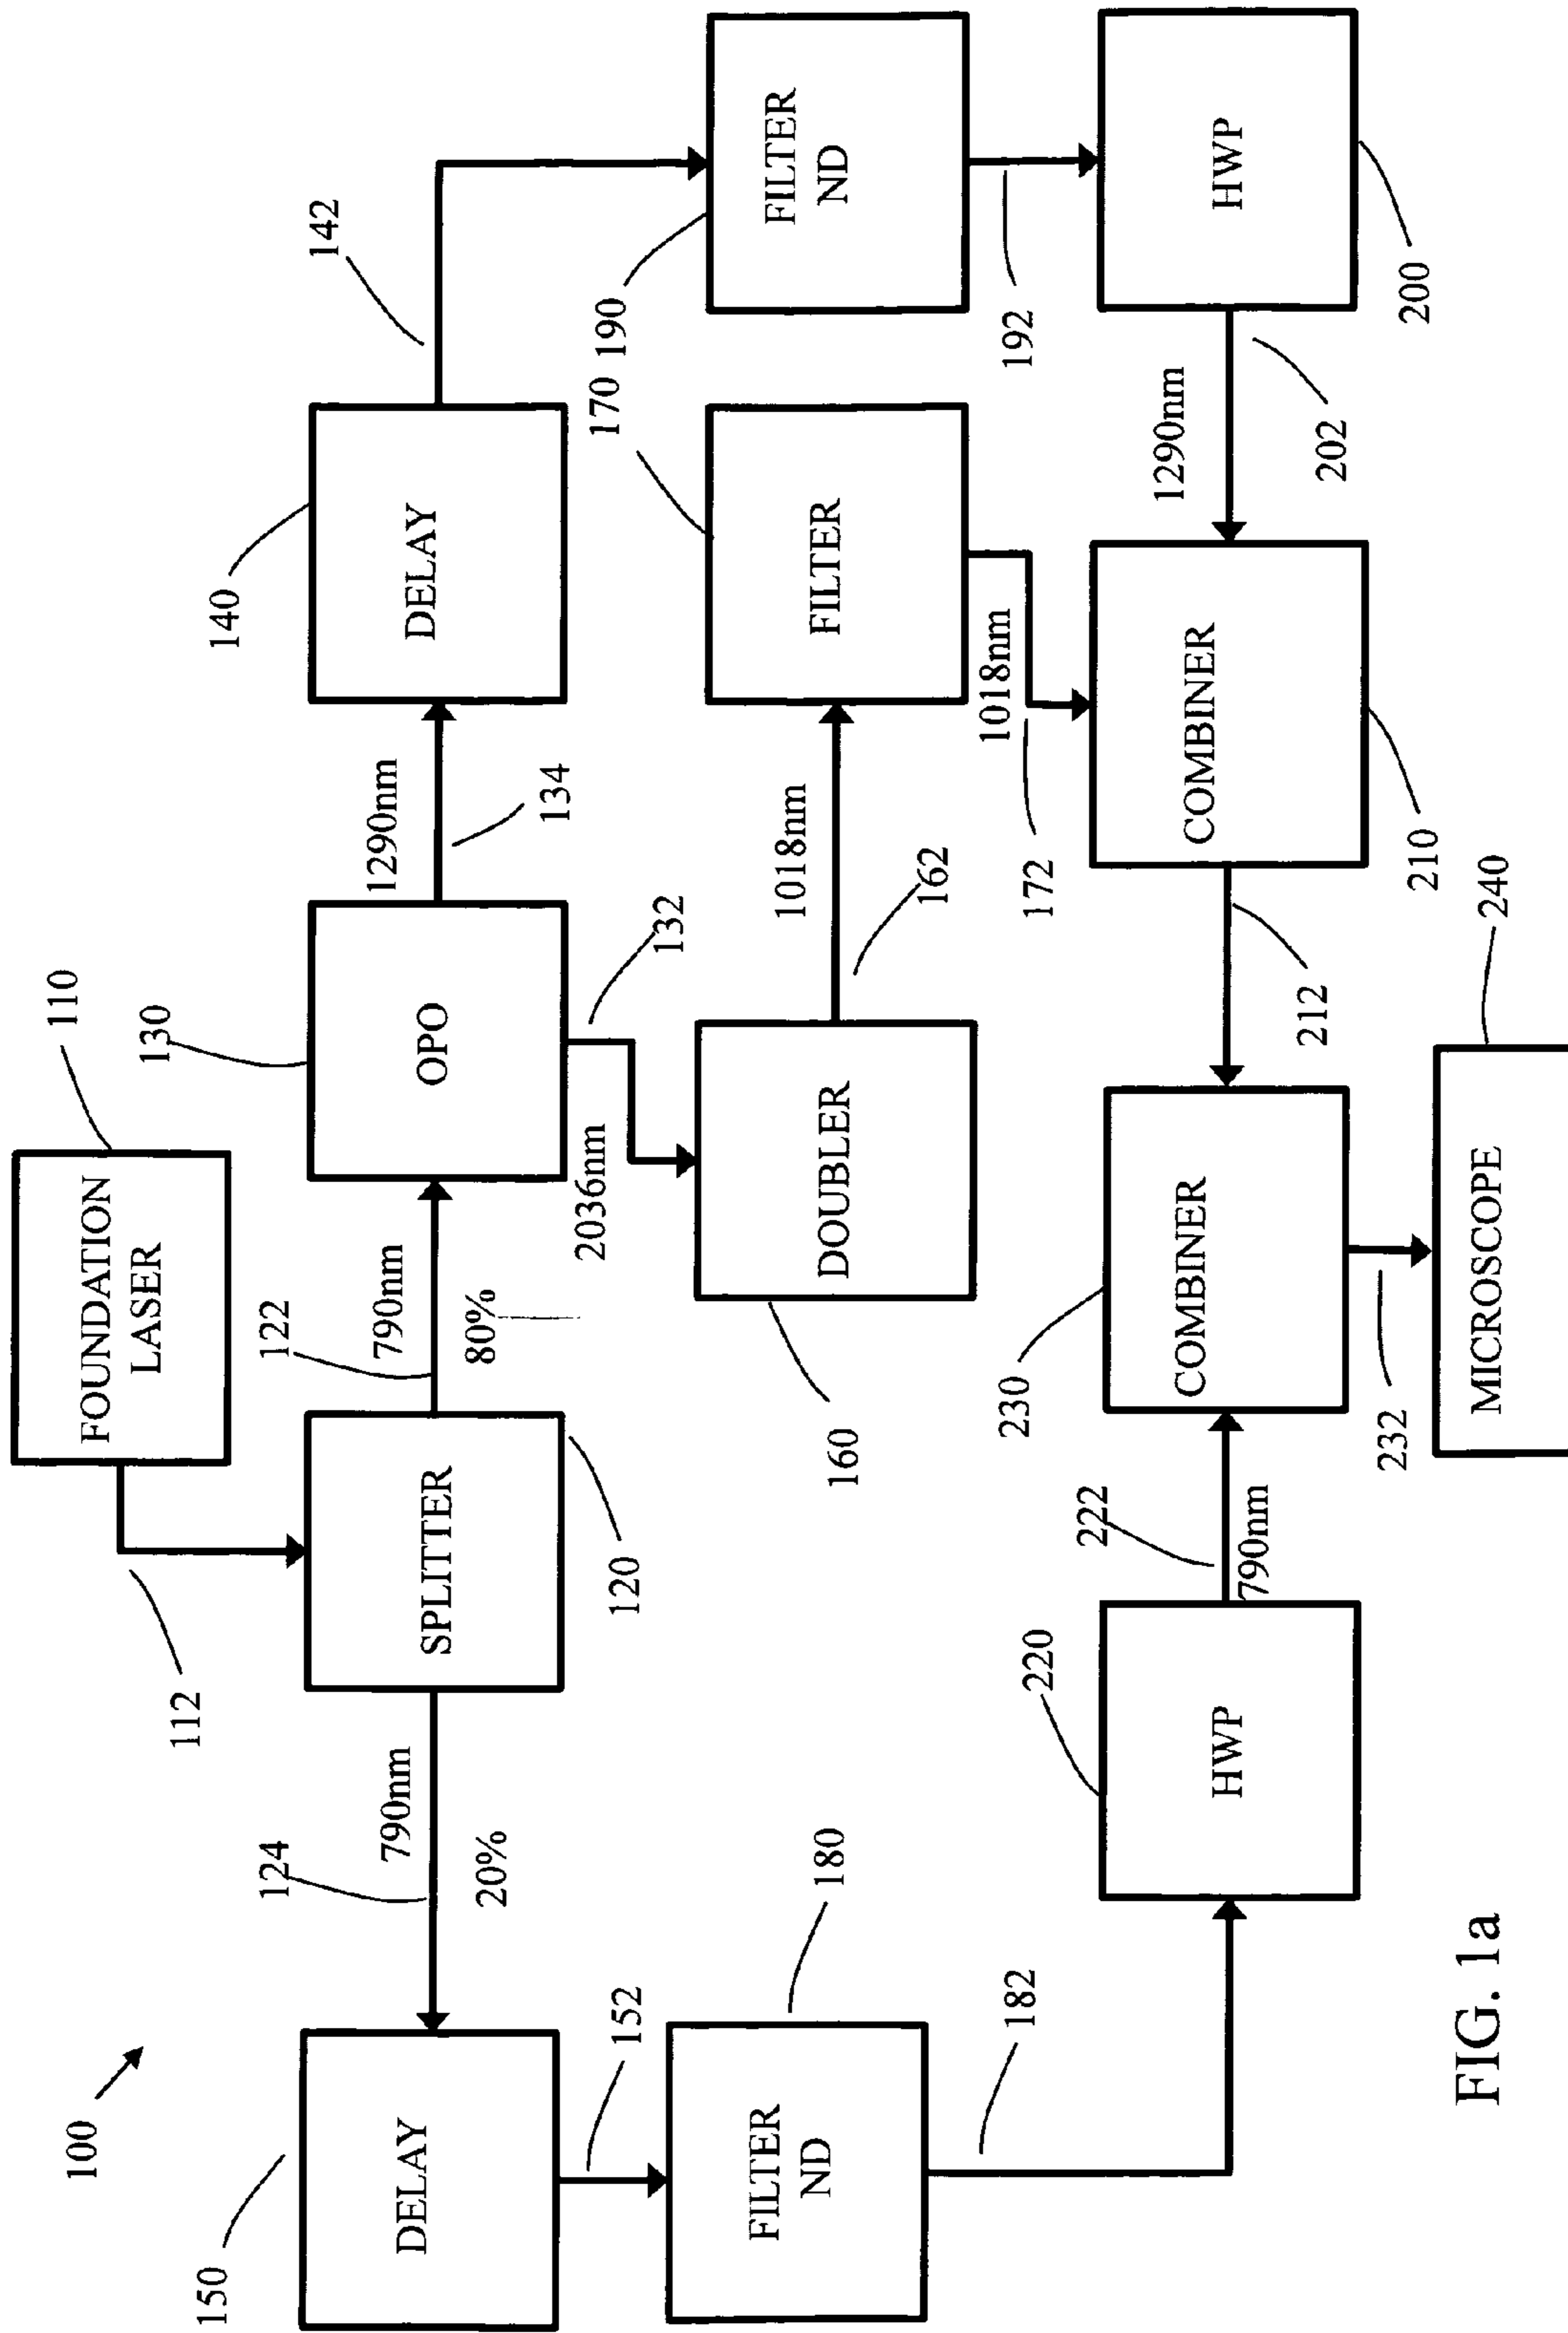 100
110
FOUNDATION
LASER
112
150
DELAY
124
790nm
20%
SPLITTER
120
122
790nm
80%
130
OPO
1290nm
134
140
DELAY
142
132
2036nm
152
180
FILTER
ND
160
DOUBLER
1018nm
162
170
FILTER
190
FILTER
ND
182
172
1018nm
192
220
HWP
222
790nm
230
COMBINER
212
COMBINER
210
1290nm
202
HWP
200
232
240
MICROSCOPE
FIG. 1a